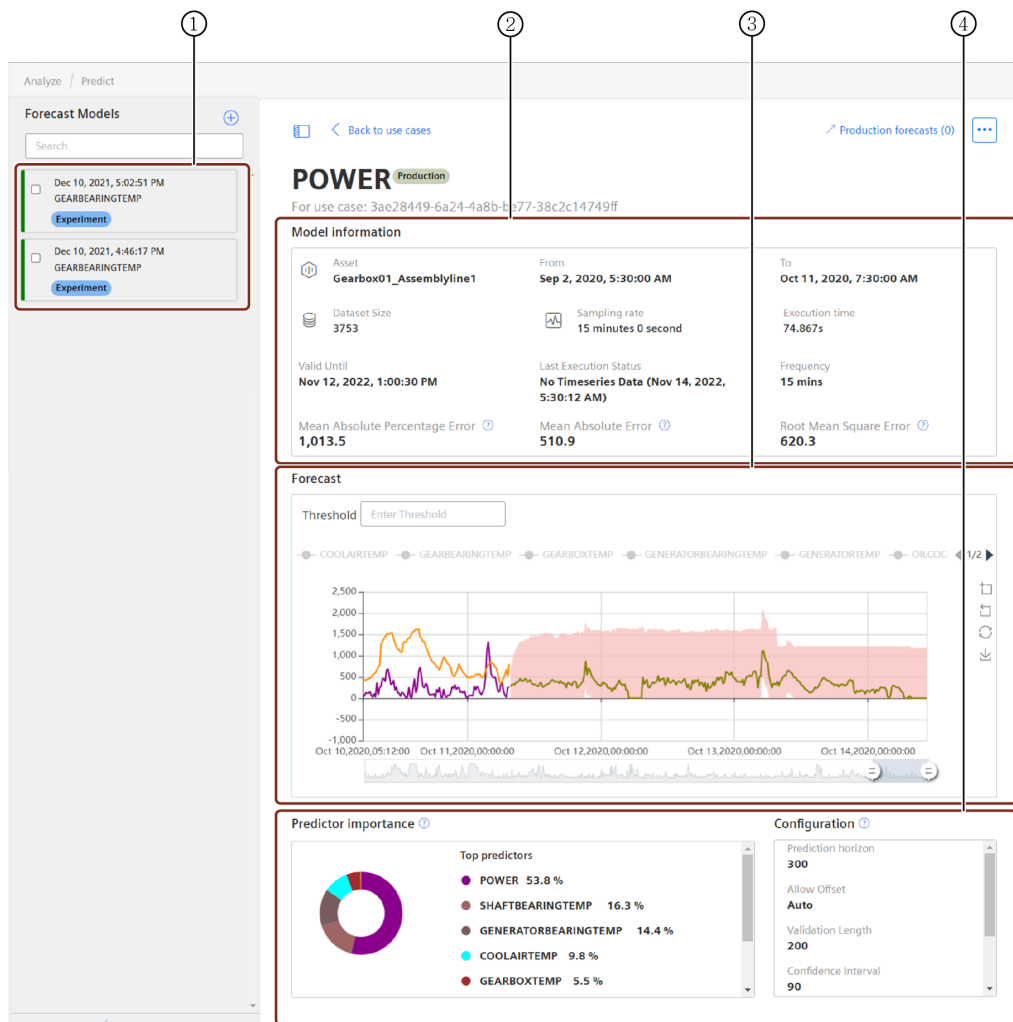 ① ② ③ ④
Analyze / Predict
Forecast Models
Search
Dec 10, 2021, 5:02:51 PM
GEARBEARINGTEMP
Experiment
Dec 10, 2021, 4:46:17 PM
GEARBEARINGTEMP
Experiment
Back to use cases
Production forecasts (0)
POWER Production
For use case: 3ae28449-6a24-4a8b-be77-38c2c14749ff
Model information
Asset From To
Gearbox01_Assemblyline1 Sep 2, 2020, 5:30:00 AM Oct 11, 2020, 7:30:00 AM
Dataset Size Sampling rate Execution time
3753 15 minutes 0 second 74.867s
Valid Until Last Execution Status Frequency
Nov 12, 2022, 1:00:30 PM No Timeseries Data (Nov 14, 2022, 15 mins
5:30:12 AM)
Mean Absolute Percentage Error ? Mean Absolute Error ? Root Mean Square Error ?
1,013.5 510.9 620.3
Forecast
Threshold Enter Threshold
COOLAIRTEMP GEARBEARINGTEMP GEARBOXTEMP GENERATORBEARINGTEMP GENERATORTEMP OILCOC 1/2
2,500
2,000
1,500
1,000
500
0
-500
-1,000
Oct 10,2020,05:12:00 Oct 11,2020,00:00:00 Oct 12,2020,00:00:00 Oct 13,2020,00:00:00 Oct 14,2020,00:00:00
Predictor importance ?
Top predictors
POWER 53.8 %
SHAFTBEARINGTEMP 16.3 %
GENERATORBEARINGTEMP 14.4 %
COOLAIRTEMP 9.8 %
GEARBOXTEMP 5.5 %
Configuration ?
Prediction horizon
300
Allow Offset
Auto
Validation Length
200
Confidence Interval
90